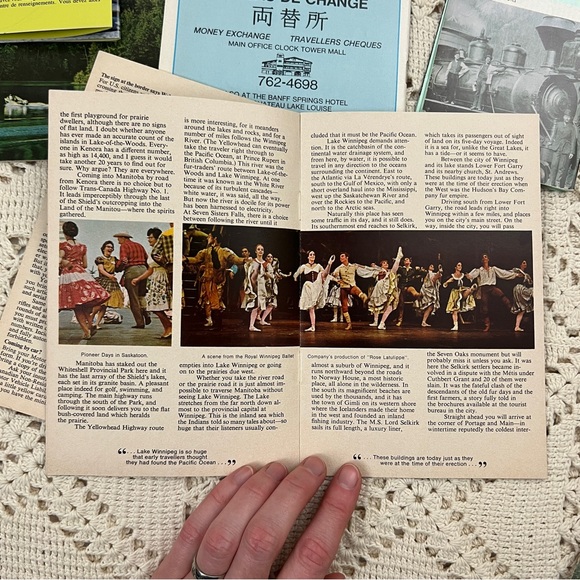 de renseignements. Vous devez alors
DE CHANGE
両替所
MONEY EXCHANGE TRAVELLERS CHEQUES
MAIN OFFICE CLOCK TOWER MALL
762-4698
AT THE BANFF SPRINGS HOTEL
CHATEAU LAKE LOUISE
The sign at the border says
For U.S. citizens
the first playground for prairie
dwellers, although there are no signs
of flat land. I doubt whether anyone
has ever made an accurate count of the
islands in Lake-of-the-Woods. Every-
one in Kenora has a different number,
as high as 14,400, and I guess it would
take another 20 years to find out for
sure. Why argue? They are everywhere.
Coming into Manitoba by road
from Kenora there is no choice but to
follow Trans-Canada Highway No. 1.
It leads imperceptibly through the last
of the Shield's outcropping into the
Land of the Manitou—where the spirits
gathered.
Pioneer Days in Saskatoon.
Manitoba has staked out the
Whiteshell Provincial Park here and it
has the last array of the Shield's lakes,
each set in its granite basin. A pleasant
place indeed for golf, swimming, and
camping. The main highway runs
through the south of the Park, and
following it soon delivers you to the flat
bush-covered land which heralds
the prairie.
The Yellowhead Highway route
is more interesting, for it meanders
around the lakes and rocks, and for a
number of miles follows the Winnipeg
River. (The Yellowhead can eventually
take the traveler right through to
the Pacific Ocean, at Prince Rupert in
British Columbia.) This river was the
fur-traders' route between Lake-of-the-
Woods and Lake Winnipeg. At one
time it was known as the White River
because of its turbulent cascades—
white water, it was said, all the way.
But now the river is docile for its power
has been harnessed to electricity.
At Seven Sisters Falls, there is a choice
between following the river until it
A scene from the Royal Winnipeg Ballet
empties into Lake Winnipeg or going
on to the prairies due west.
Whether you take the river road
or the prairie road it is just almost im-
possible to traverse Manitoba without
seeing Lake Winnipeg. The Lake
stretches from the far north down al-
most to the provincial capital at
Winnipeg. This is the inland sea which
the Indians told so many tales about—so
huge that their listeners usually con-
“... Lake Winnipeg is so huge
that early travellers thought
they had found the Pacific Ocean ...”
cluded that it must be the Pacific Ocean.
Lake Winnipeg demands atten-
tion. It is the catchbasin of the con-
tinental water drainage system, and
from here, by water, it is possible to
travel in any direction to the oceans
surrounding the continent. East to
the Atlantic via La Vérendrye's route,
south to the Gulf of Mexico, with only a
short overland haul into the Mississippi,
west up the Saskatchewan River and
over the Rockies to the Pacific, and
north to the Arctic seas.
Naturally this place has seen
some traffic in its day, and it still does.
Its southernmost end reaches to Selkirk,
Company's production of "Rose Latulippe"
almost a suburb of Winnipeg, and it
runs northward beyond the roads
to Norway House, a most historic
place, all alone in the wilderness. In
the south its magnificent beaches are
used by the thousands, and it has
the town of Gimli on its western shore
where the Icelanders made their home
in the west and founded an inland
fishing industry. The M.S. Lord Selkirk
sails its full length, a luxury liner,
which takes its passengers out of sight
of land on its five-day voyage. Indeed
it is a sea for, unlike the Great Lakes, it
has a tide—or it seems to.
Between the city of Winnipeg
and its lake stands Lower Fort Garry,
and its nearby church, St. Andrews.
These buildings are today just as they
were at the time of their erection when
the West was the Hudson's Bay Com-
pany fur empire.
Driving south from Lower Fort
Garry, the road leads right into
Winnipeg within a few miles, and places
you on the city's main street. On the
way, inside the city, you will pass
the Seven Oaks monument but will
probably miss it unless you ask. It was
here the Selkirk settlers became in-
volved in a dispute with the Métis under
Cuthbert Grant and 20 of them were
slain. It was the fateful clash of the
descendants of the old fur days and the
first farmers, a story fully told in
the brochures available at the tourist
bureau in the city.
Straight ahead you will arrive at
the corner of Portage and Main—in
wintertime reputedly the coldest inter-
“... These buildings are today just as they
were at the time of their erection ...”